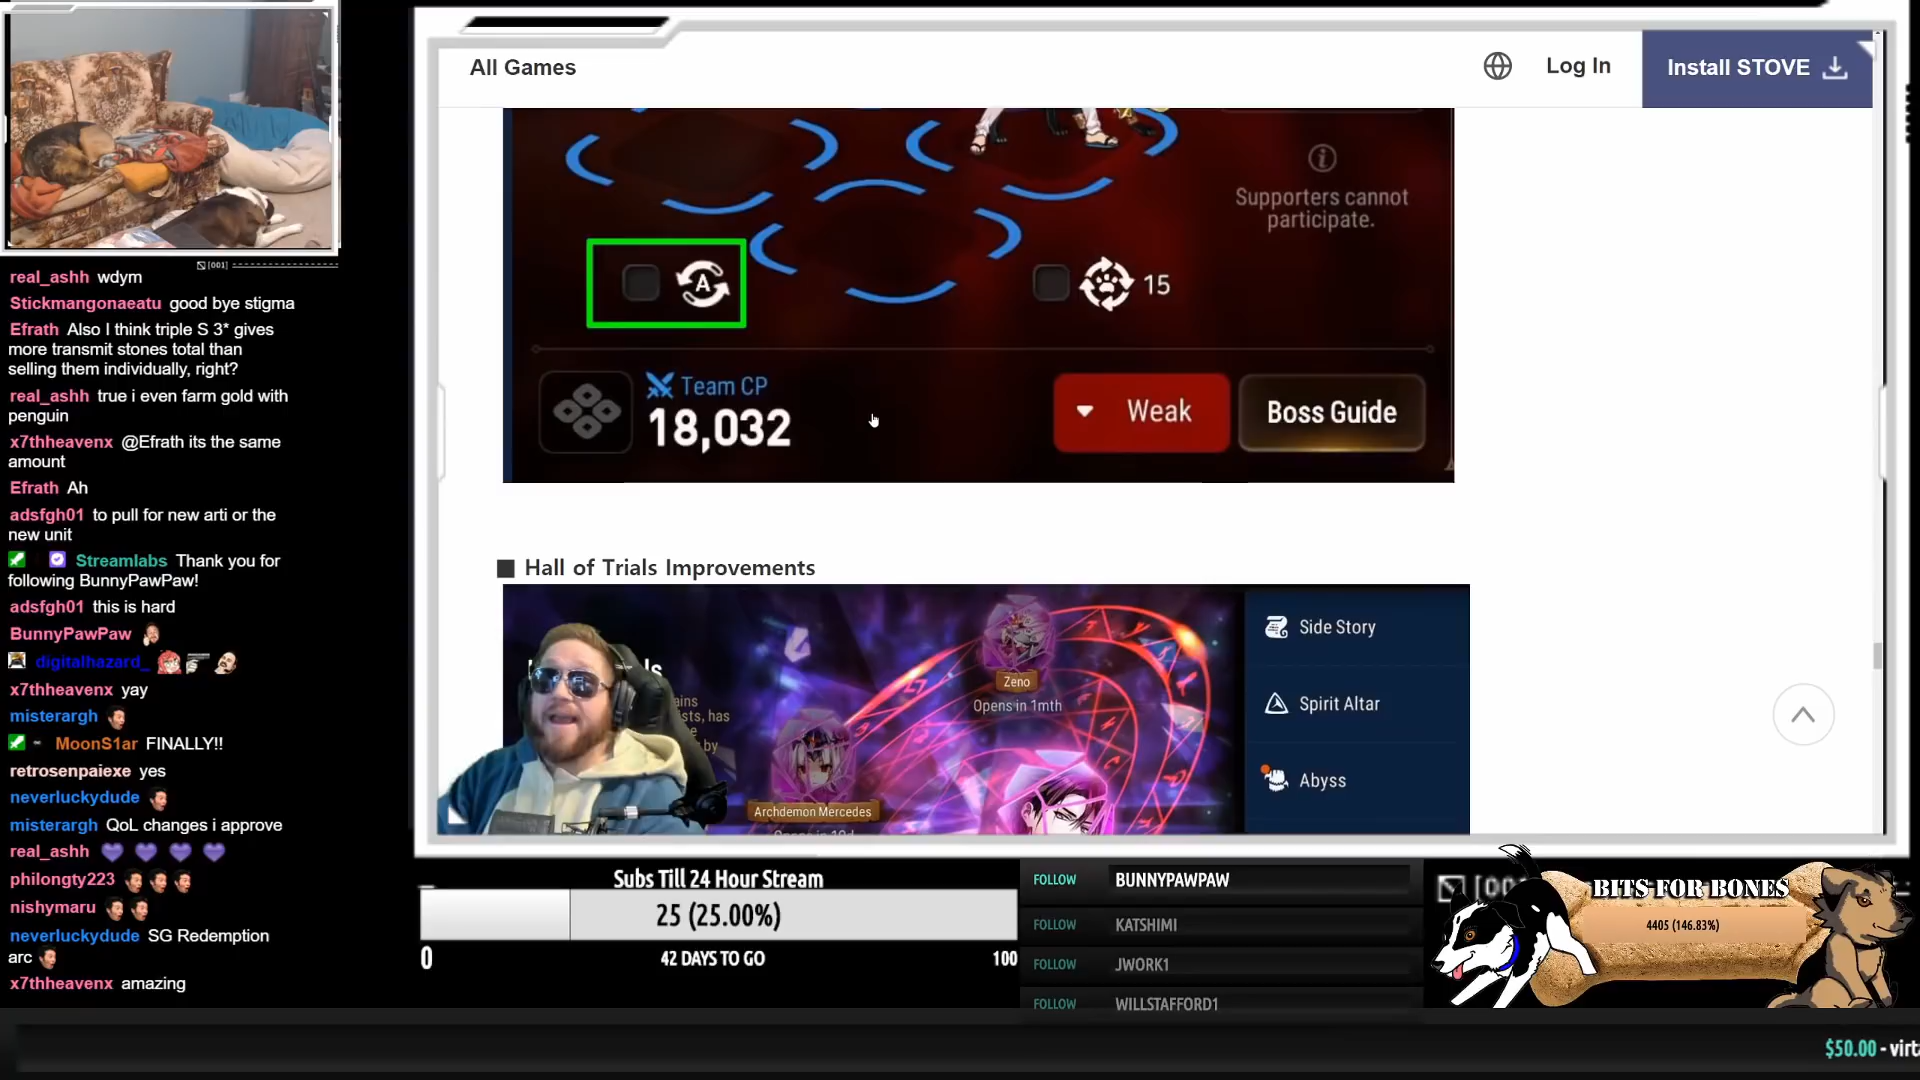 All Games
Log In
Install STOVE
Supporters cannot
participate.
A
15
Team CP
18,032
Weak
Boss Guide
Hall of Trials Improvements
Zeno
Opens in 1mth
Archdemon Mercedes
Side Story
Spirit Altar
Abyss
[001]
real_ashh wdym
Stickmangonaeatu good bye stigma
Efrath Also I think triple S 3* gives
more transmit stones total than
selling them individually, right?
real_ashh true i even farm gold with
penguin
x7thheavenx @Efrath its the same
amount
Efrath Ah
adsfgh01 to pull for new arti or the
new unit
Streamlabs Thank you for
following BunnyPawPaw!
adsfgh01 this is hard
BunnyPawPaw
digitalhazard_
x7thheavenx yay
misterargh
MoonS1ar FINALLY!!
retrosenpaiexe yes
neverluckydude
misterargh QoL changes i approve
real_ashh
philongty223
nishymaru
neverluckydude SG Redemption
arc
x7thheavenx amazing
Subs Till 24 Hour Stream
25 (25.00%)
0
42 DAYS TO GO
100
FOLLOW BUNNYPAWPAW
FOLLOW KATSHIMI
FOLLOW JWORK1
FOLLOW WILLSTAFFORD1
BITS FOR BONES
4405 (146.83%)
$50.00 - virta